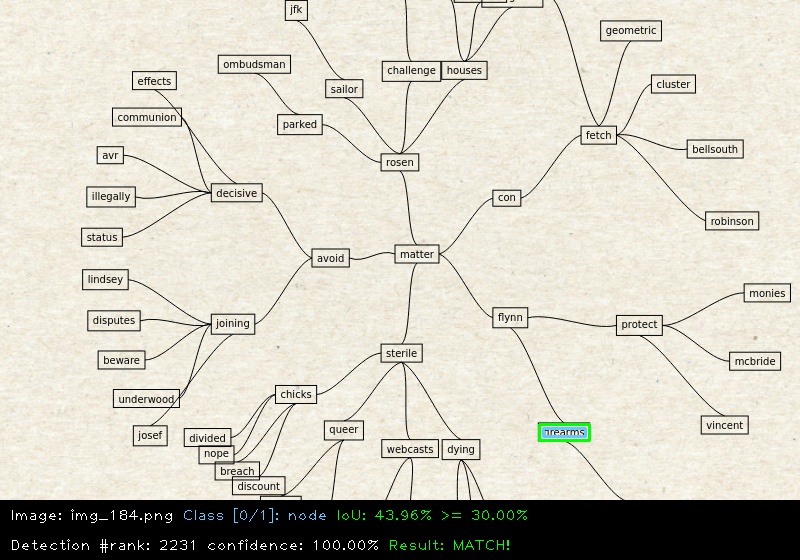 jfk
geometric
ombudsman
challenge
houses
effects
cluster
sailor
communion
parked
fetch
bellsouth
avr
rosen
illegally
decisive
con
robinson
status
avoid
matter
lindsey
monies
disputes
joining
flynn
protect
beware
sterile
mcbride
underwood
chicks
josef
divided
queer
vincent
nope
webcasts
dying
breach
discount
Image: img_184.png Class [0/1]: node IoU: 43.96% >= 30.00%
Detection #rank: 2231 confidence: 100.00% Result: MATCH!